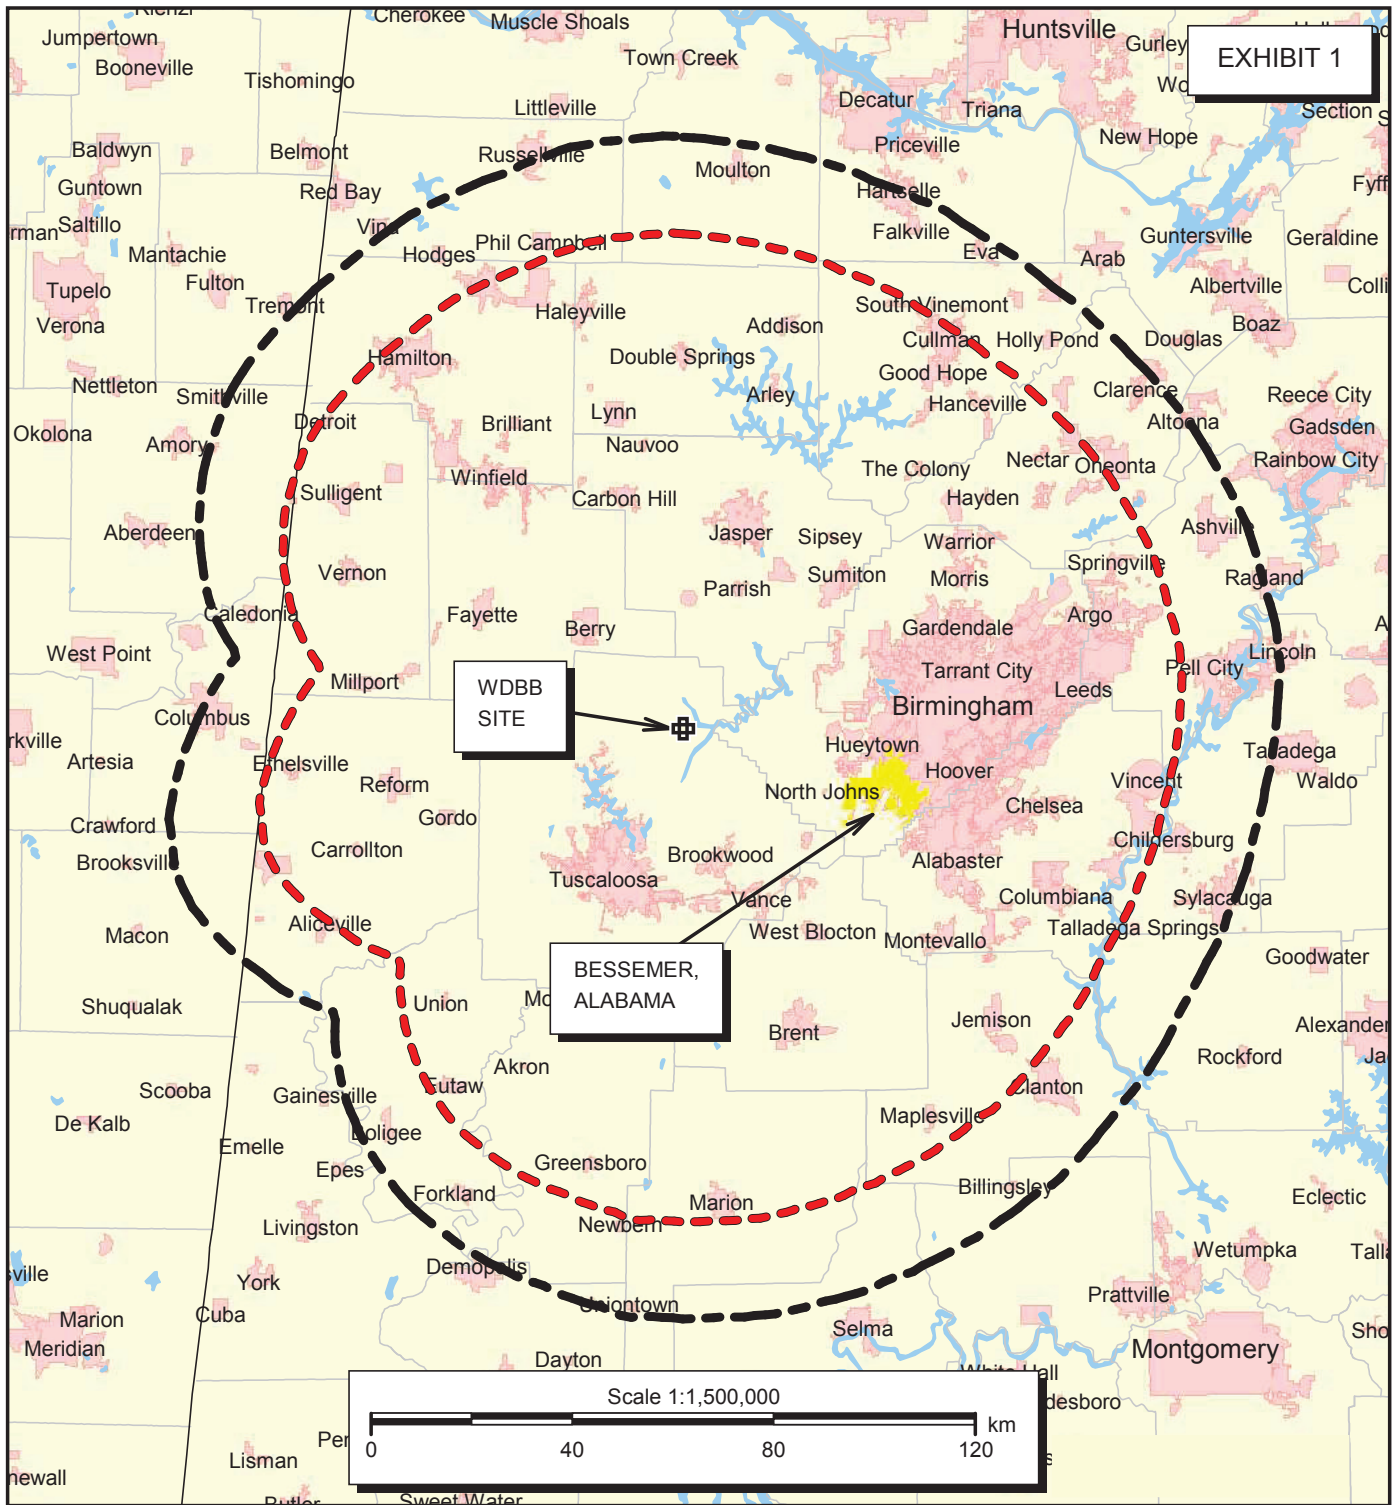 Cherokee
Muscle Shoals
Huntsville
Gurley
EXHIBIT 1
Jumpertown
Booneville
Tishomingo
Town Creek
Littleville
Decatur
Triana
Section
New Hope
Priceville
Baldwyn
Belmont
Russellville
Moulton
Guntown
Red Bay
Hartselle
Saltillo
Vina
Falkville
Mantachie
Hodges
Phil Campbell
Eva
Arab
Guntersville
Geraldine
Fulton
Tupelo
Tremont
Albertville
Verona
Haleyville
Addison
South Vinemont
Boaz
Hamilton
Double Springs
Cullman
Holly Pond
Douglas
Nettleton
Smithville
Good Hope
Clarence
Reece City
Arley
Hanceville
Okolona
Amory
Detroit
Brilliant
Lynn
Nauvoo
Altoona
Gadsden
Rainbow City
Winfield
The Colony
Nectar
Oneonta
Sulligent
Carbon Hill
Hayden
Aberdeen
Jasper
Sipsey
Warrior
Ashville
Vernon
Parrish
Sumiton
Morris
Springville
Ragland
Caledonia
Fayette
Berry
Gardendale
Argo
West Point
WDBB
SITE
Tarrant City
Pell City
Lincoln
Millport
Leeds
Birmingham
Columbus
Hueytown
Artesia
Ethelsville
Reform
North Johns
Hoover
Vincent
Talladega
Waldo
Chelsea
Gordo
Crawford
Carrollton
Brookwood
Childersburg
Brooksville
Tuscaloosa
Alabaster
Vance
Columbiana
Sylacauga
Aliceville
West Blocton
Montevallo
Talladega Springs
Macon
Goodwater
BESSEMER,
ALABAMA
Shuqualak
Union
Brent
Jemison
Rockford
Akron
Scooba
Gainesville
Eutaw
Clanton
De Kalb
Maplesville
Boligee
Emelle
Epes
Greensboro
Forkland
Marion
Billingsley
Eclectic
Livingston
Newbern
Wetumpka
Demopolis
York
Prattville
Cuba
Uniontown
Marion
Selma
Meridian
Montgomery
Dayton
Scale 1:1,500,000
km
0
40
80
120
Lisman
Butler
Sweet Water